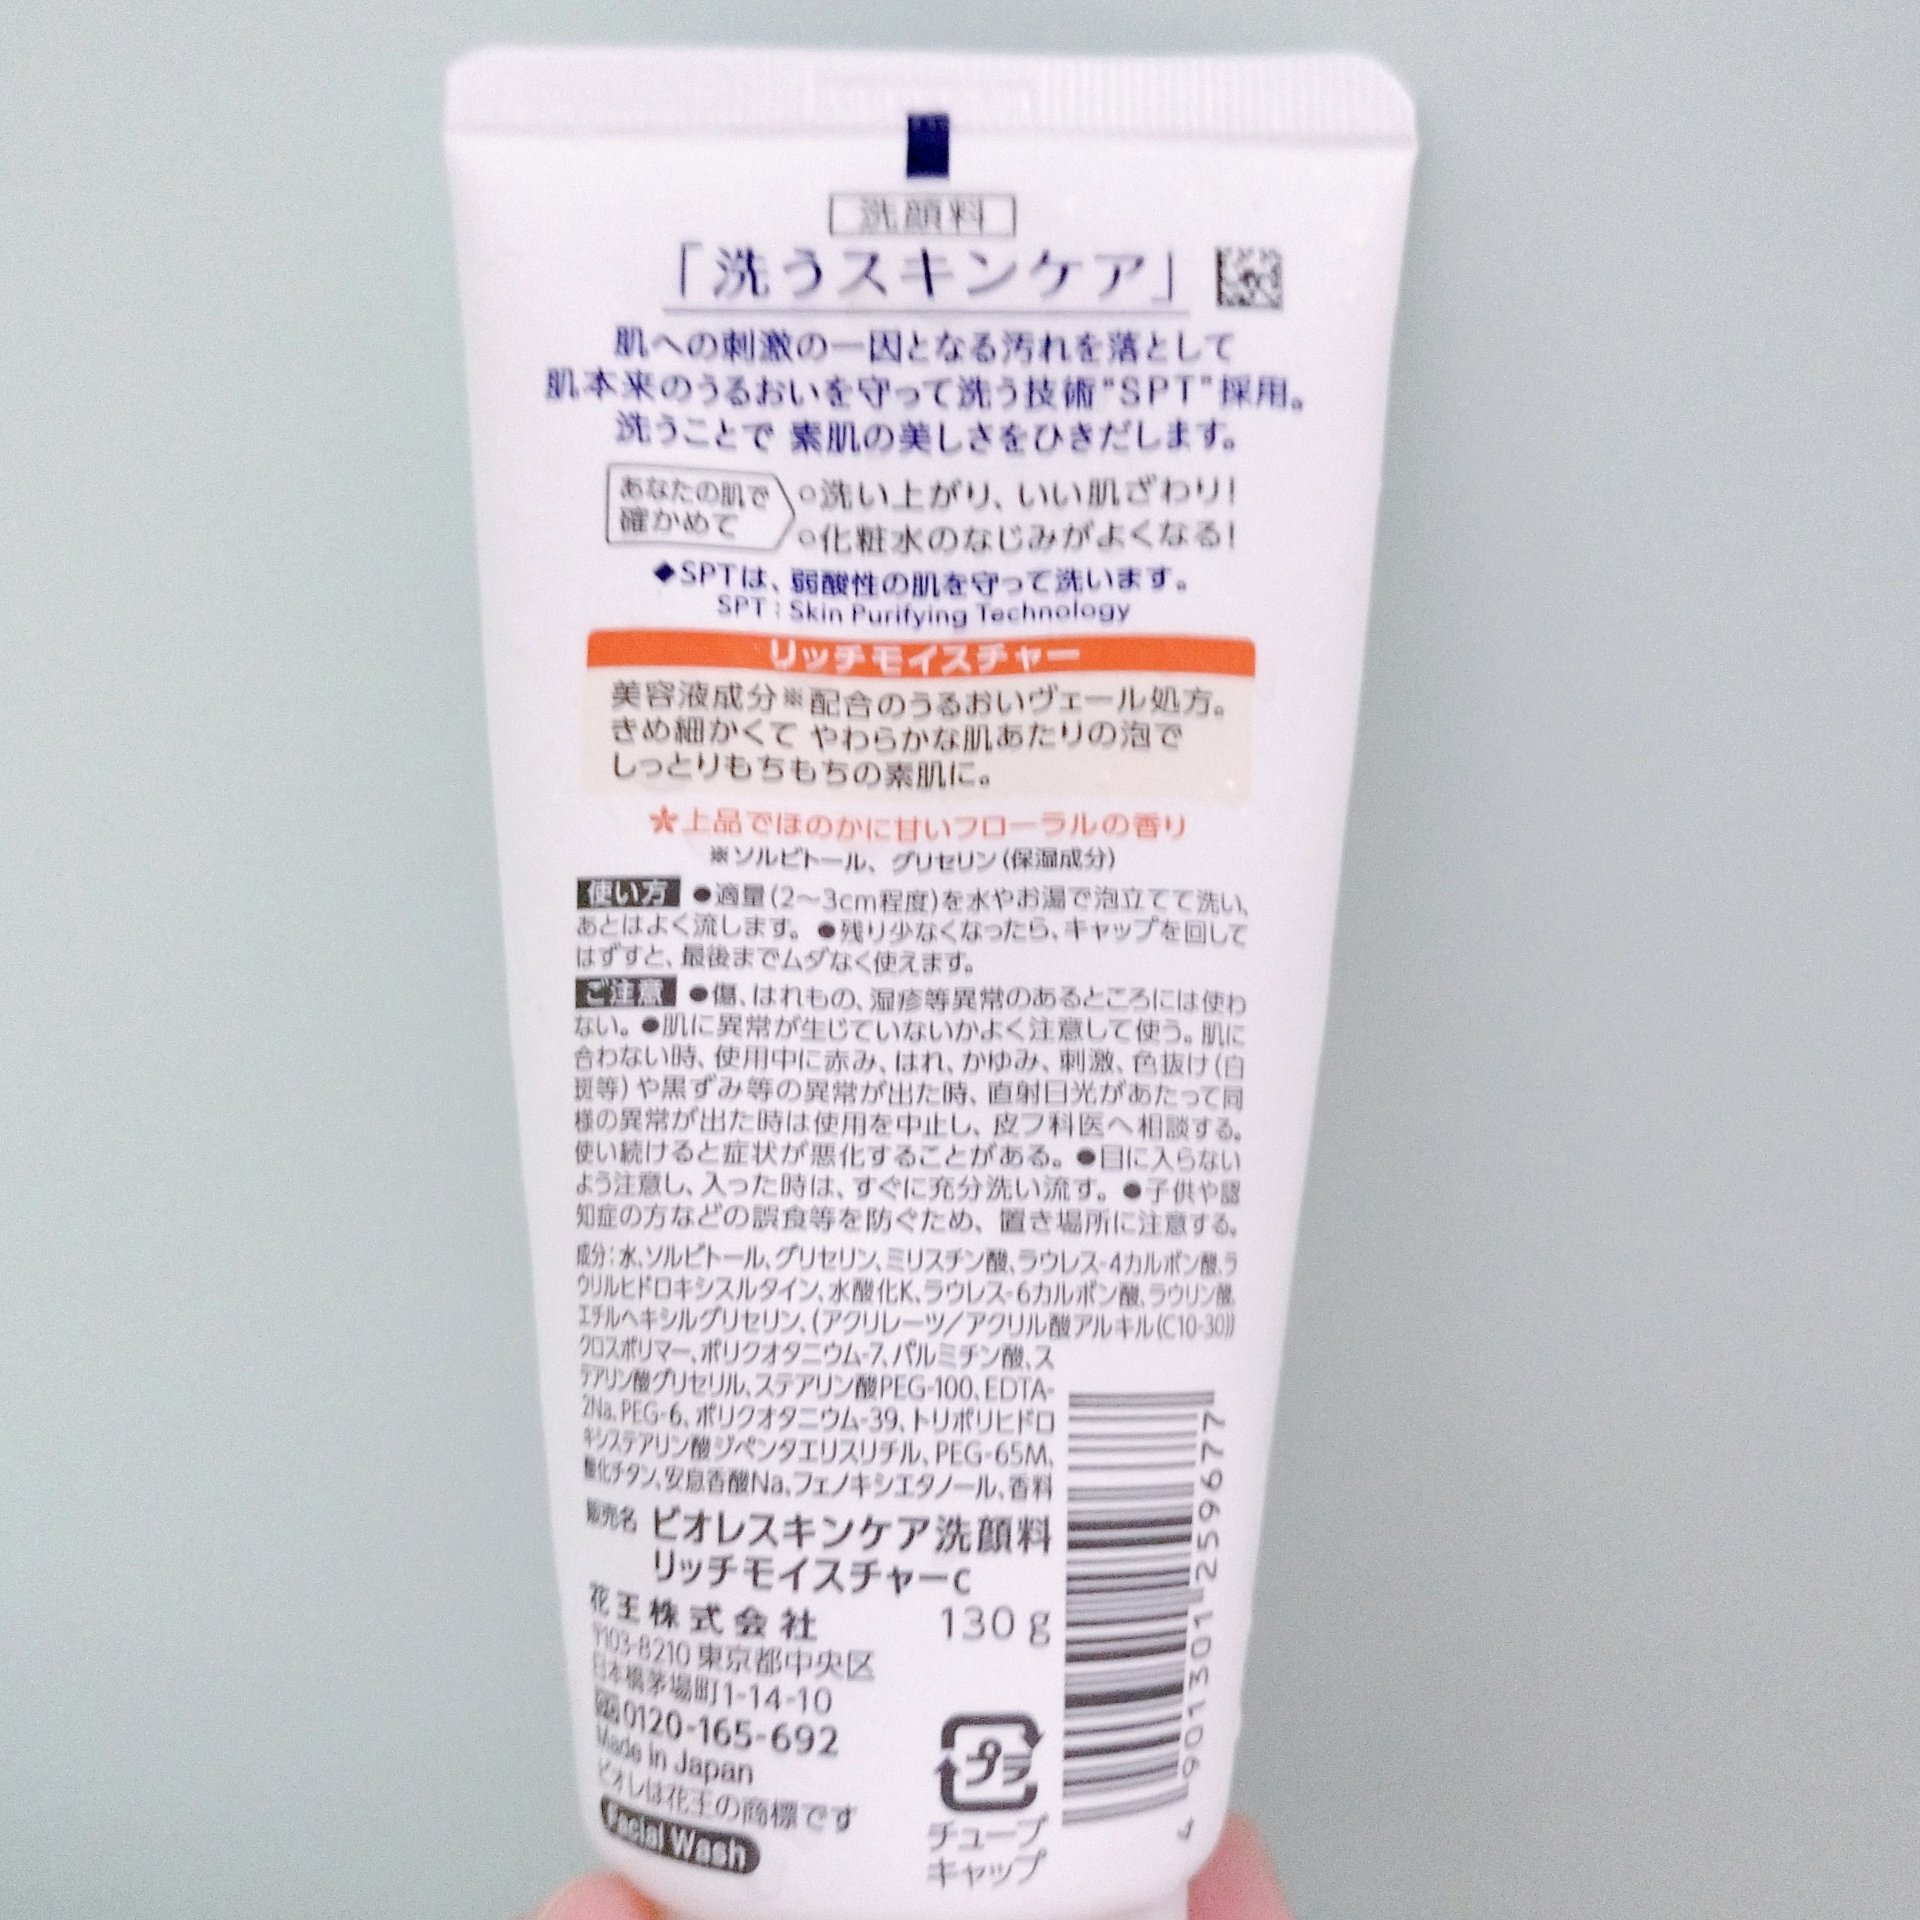 洗顔料
「洗うスキンケア」
肌への刺激の一因となる汚れを落として
肌本来のうるおいを守って洗う技術"SPT"採用。
洗うことで 素肌の美しさをひきだします。
あなたの肌で
確かめて
○洗い上がり、いい肌ざわり!
○化粧水のなじみがよくなる!
◆SPTは、弱酸性の肌を守って洗います。
SPT:Skin Purifying Technology
リッチモイスチャー
美容液成分※配合のうるおいヴェール処方。
きめ細かくて やわらかな肌あたりの泡で
しっとりもちもちの素肌に。
上品でほのかに甘いフローラルの香り
※ソルビトール、グリセリン(保湿成分)
使い方 ●適量(2〜3cm程度)を水やお湯で泡立てて洗い、
あとはよく流します。●残り少なくなったら、キャップを回して
はずすと、最後までムダなく使えます。
ご注意 ●傷、はれもの、湿疹等異常のあるところには使わ
ない。●肌に異常が生じていないかよく注意して使う。肌に
合わない時、使用中に赤み、はれ、かゆみ、刺激、色抜け(白
斑等)や黒ずみ等の異常が出た時、直射日光があたって同
様の異常が出た時は使用を中止し、皮フ科医へ相談する。
使い続けると症状が悪化することがある。●目に入らない
よう注意し、入った時は、すぐに充分洗い流す。●子供や認
知症の方などの誤食等を防ぐため、置き場所に注意する。
成分:水、ソルビトール、グリセリン、ミリスチン酸、ラウレス-4カルボン酸、ラ
ウリルヒドロキシスルタイン、水酸化K、ラウレス-6カルボン酸、ラウリン酸、
エチルヘキシルグリセリン、(アクリレーツ/アクリル酸アルキル(C10-30))
クロスポリマー、ポリクオタニウム-7、パルミチン酸、ス
テアリン酸グリセリル、ステアリン酸PEG-100、EDTA-
2Na、PEG-6、ポリクオタニウム-39、トリポリヒドロ
キシステアリン酸ジペンタエリスリチル、PEG-65M、
酸化チタン、安息香酸Na、フェノキシエタノール、香料
販売名 ビオレスキンケア洗顔料
リッチモイスチャーc
花王株式会社 130g
〒103-8210 東京都中央区
日本橋茅場町1-14-10
0120-165-692
Made in Japan
ビオレは花王の商標です
Facial Wash
プラ
チューブ
キャップ
4 901301 259677